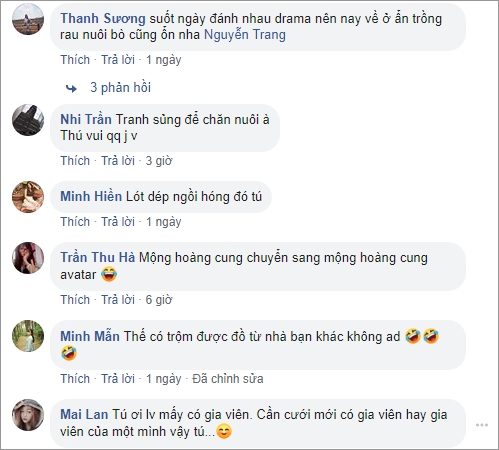 Thanh Sương suốt ngày đánh nhau drama nên nay về ở ẩn trồng
rau nuôi bò cũng ổn nha Nguyễn Trang
Thích · Trả lời · 1 ngày
3 phản hồi
Nhi Trần Tranh sủng để chăn nuôi à
Thú vui qq j v
Thích · Trả lời · 3 giờ
Minh Hiền Lót dép ngồi hóng đó tú
Thích · Trả lời · 1 ngày
Trần Thu Hà Mộng hoàng cung chuyển sang mộng hoàng cung
avatar 😂
Thích · Trả lời · 6 giờ
Minh Mẫn Thế có trộm được đồ từ nhà bạn khác không ad 🤣🤣
🤣
Thích · Trả lời · 1 ngày · Đã chỉnh sửa
Mai Lan Tú ơi lv mấy có gia viên. Cần cưới mới có gia viên hay gia
viên của một mình vậy tú...😊